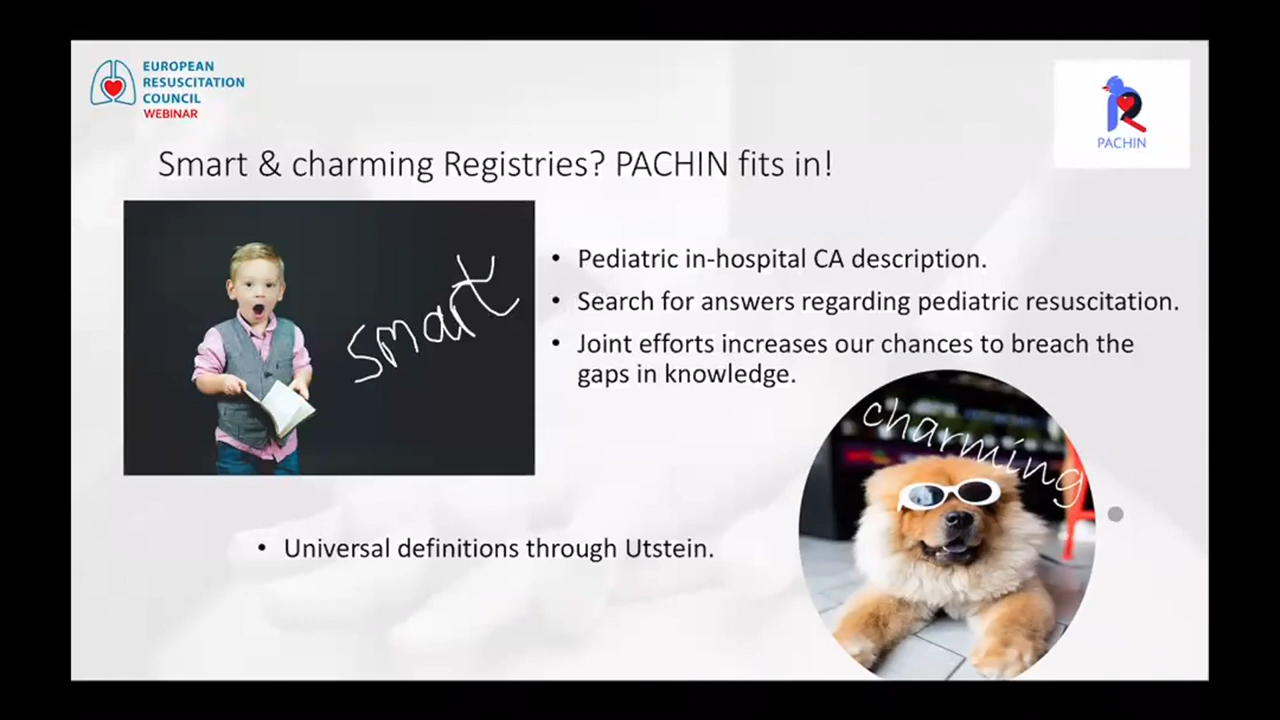 EUROPEAN
RESUSCITATION
COUNCIL
WEBINAR
PACHIN
Smart & charming Registries? PACHIN fits in!
smart
• Pediatric in-hospital CA description.
• Search for answers regarding pediatric resuscitation.
• Joint efforts increases our chances to breach the
gaps in knowledge.
charming
• Universal definitions through Utstein.